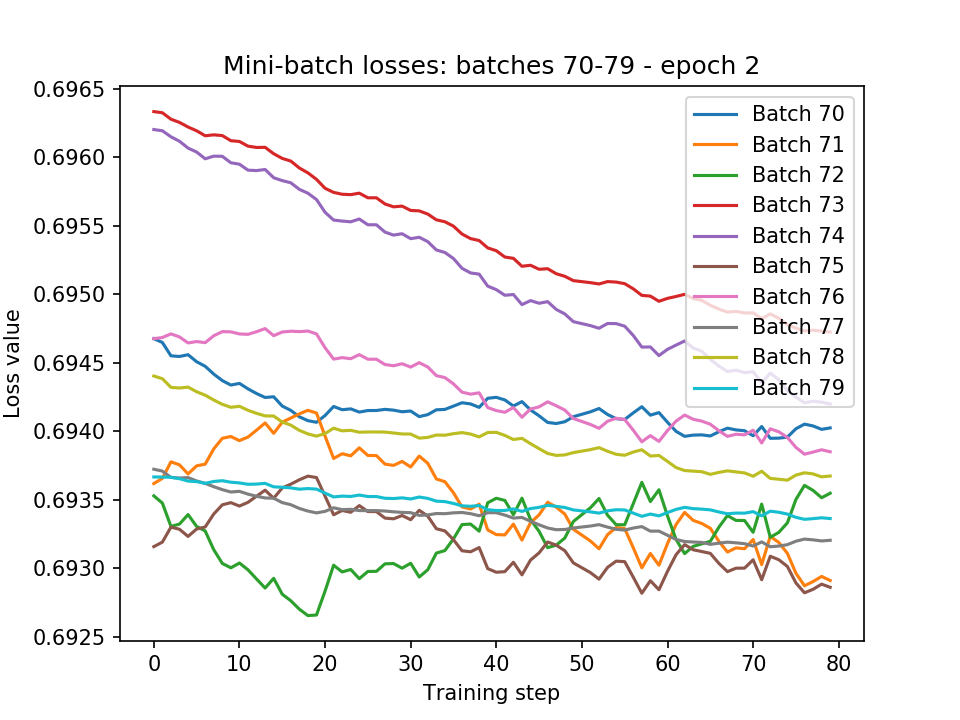 Mini-batch losses: batches 70-79 - epoch 2
0.6965
0.6960
0.6955
0.6950
0.6945
0.6940
0.6935
0.6930
0.6925
Loss value
Batch 70
Batch 71
Batch 72
Batch 73
Batch 74
Batch 75
Batch 76
Batch 77
Batch 78
Batch 79
0 10 20 30 40 50 60 70 80
Training step